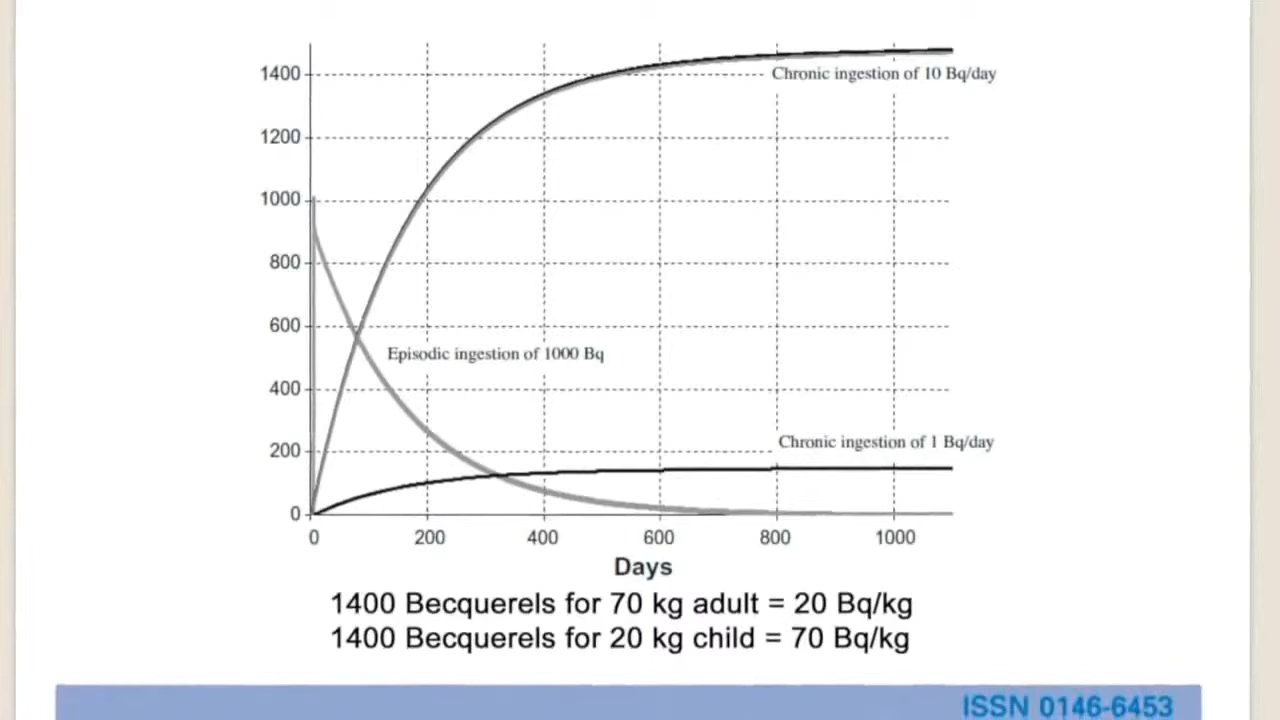 1400
Chronic ingestion of 10 Bq/day
1200
1000
800
600
Episodic ingestion of 1000 Bq
400
Chronic ingestion of 1 Bq/day
200
0
0 200 400 600 800 1000
Days
1400 Becquerels for 70 kg adult = 20 Bq/kg
1400 Becquerels for 20 kg child = 70 Bq/kg
ISSN 0146-6453